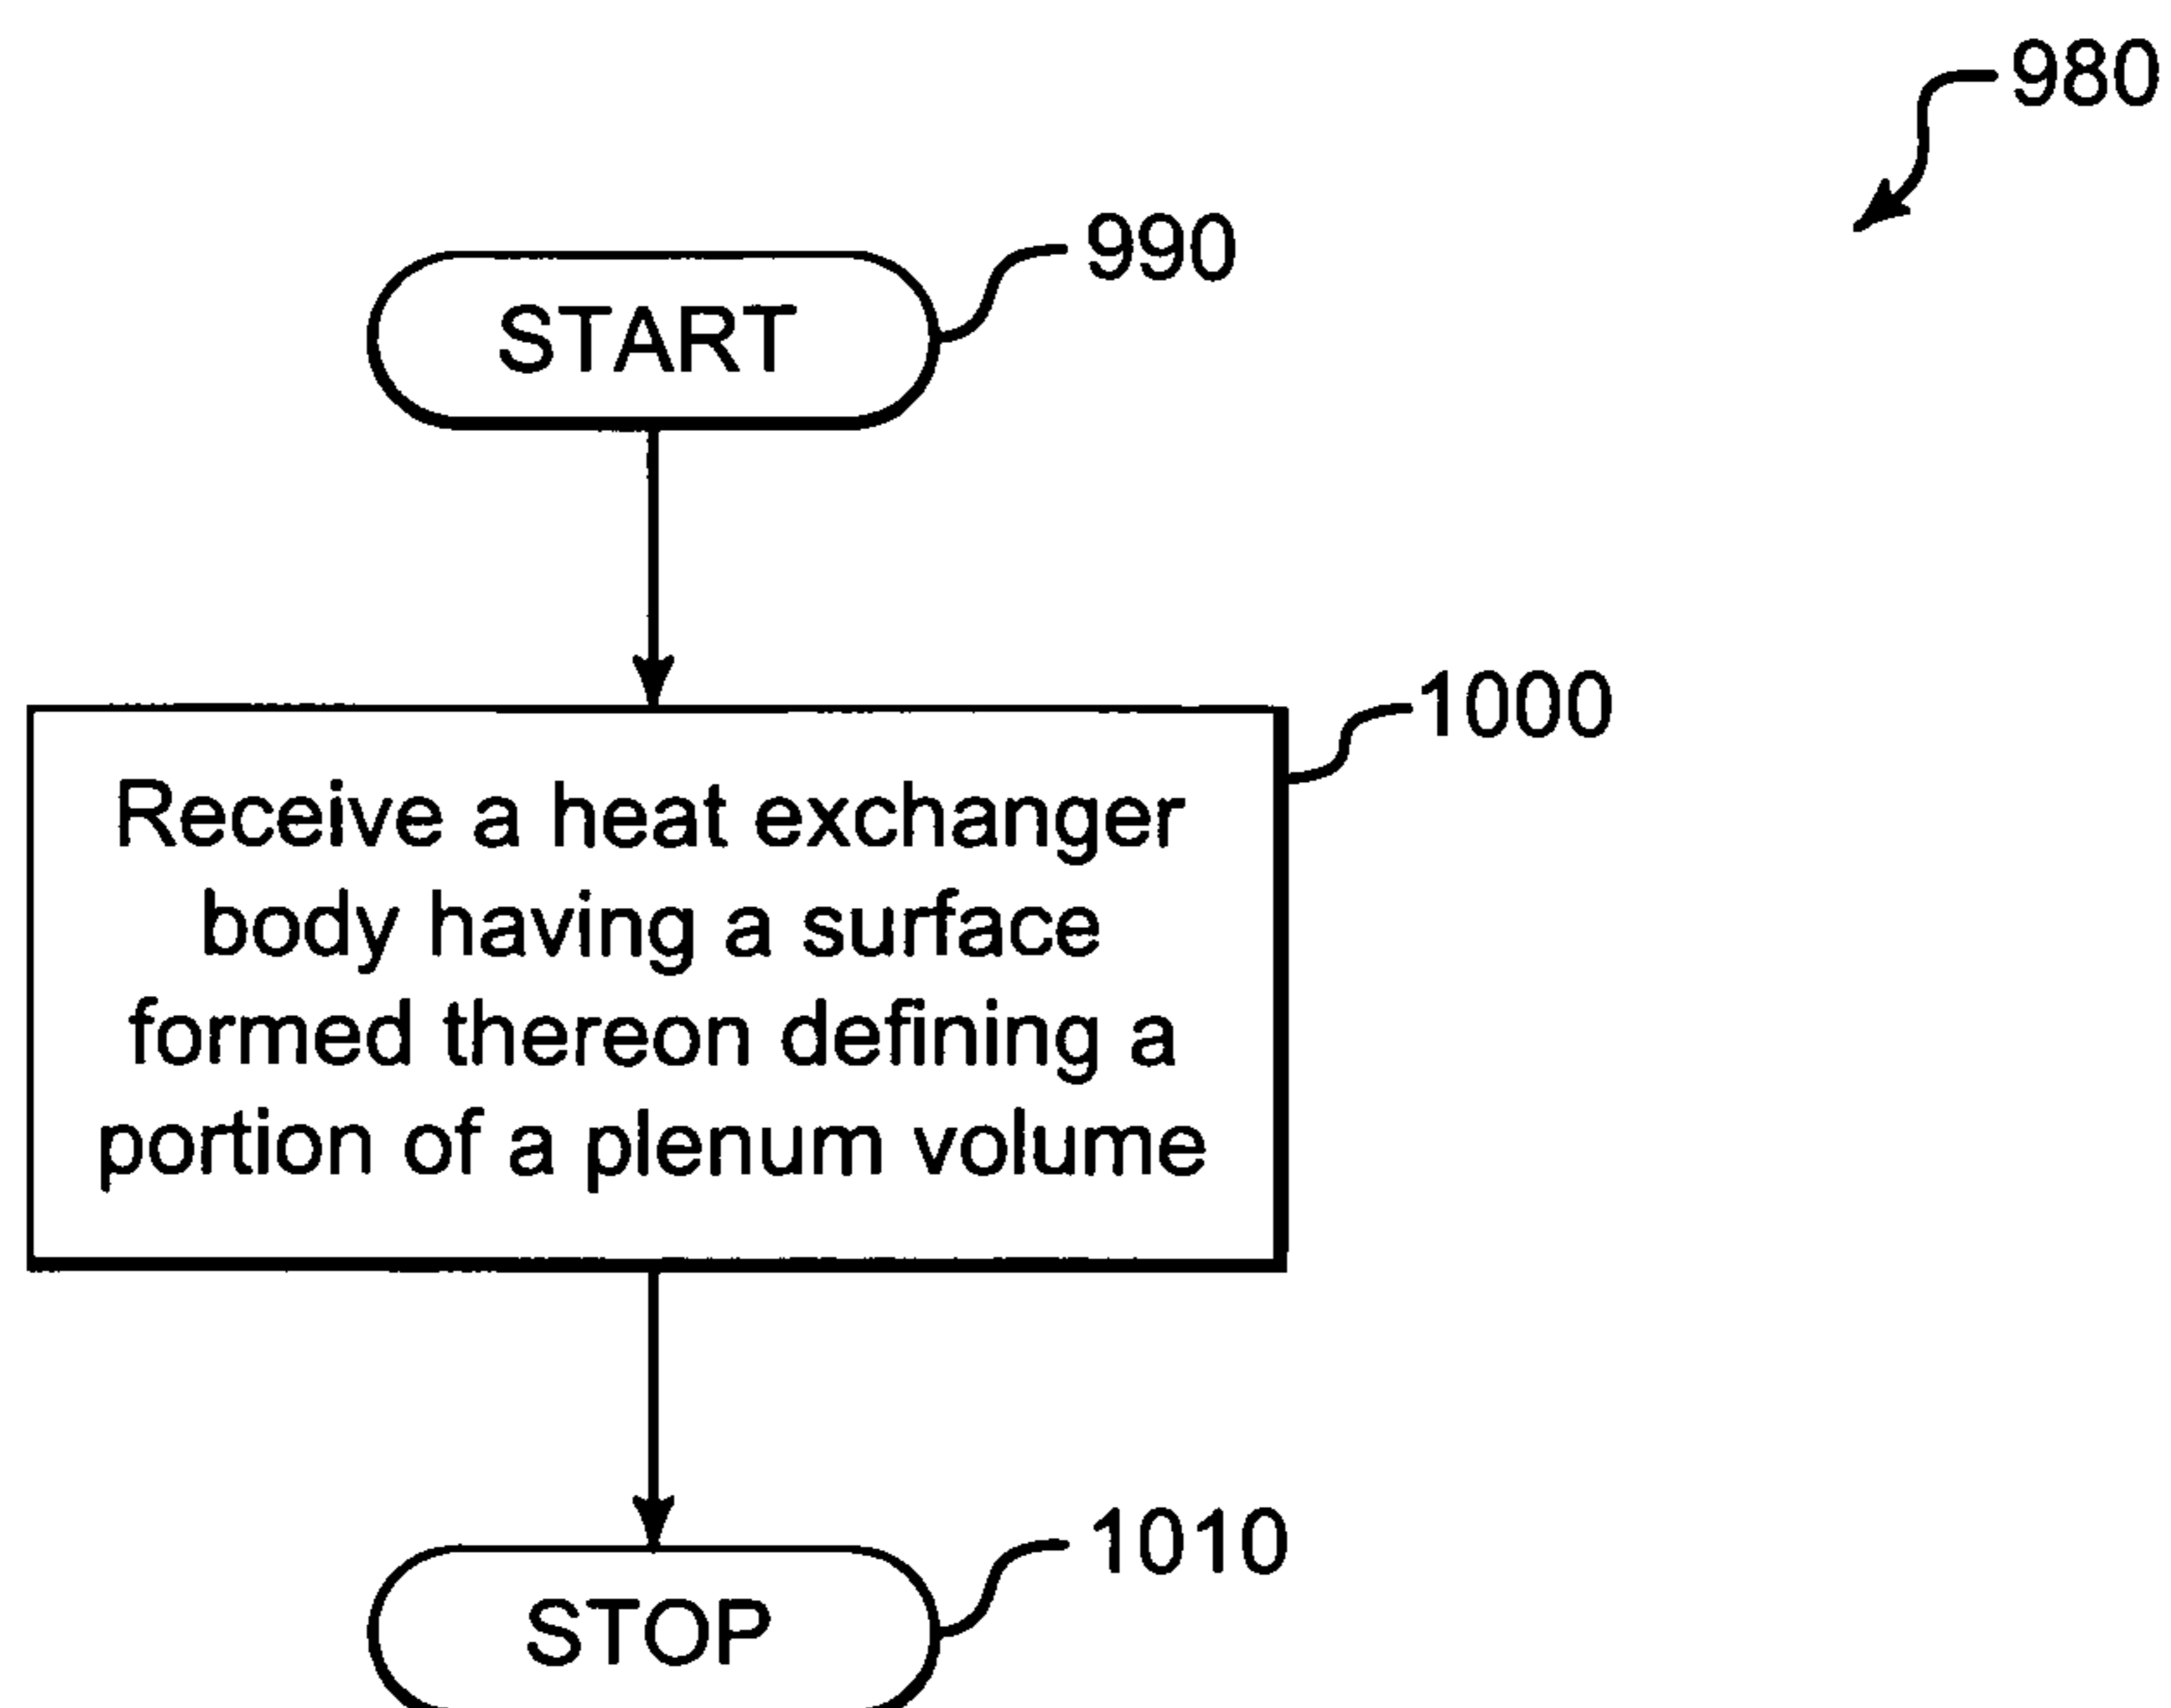 980
990
START
1000
Receive a heat exchanger
body having a surface
formed thereon defining a
portion of a plenum volume
1010
STOP